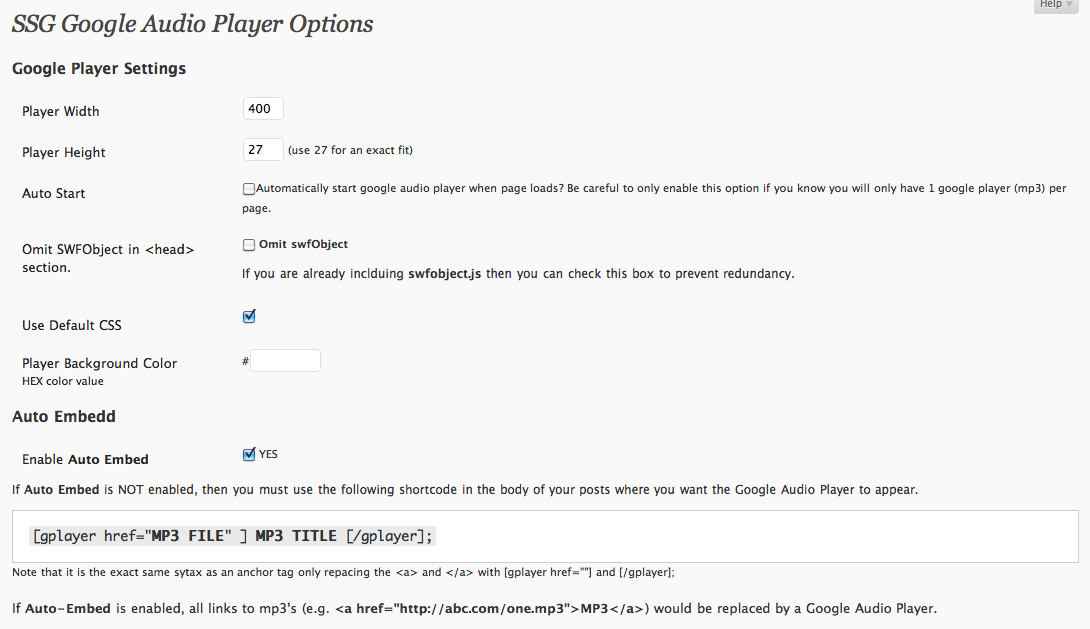 Help
SSG Google Audio Player Options
Google Player Settings
Player Width
400
Player Height
27 (use 27 for an exact fit)
Auto Start
Automatically start google audio player when page loads? Be careful to only enable this option if you know you will only have 1 google player (mp3) per
page.
Omit SWFObject in <head>
section.
Omit swfObject
If you are already inclduing swfobject.js then you can check this box to prevent redundancy.
Use Default CSS
Player Background Color
HEX color value
#
Auto Embedd
Enable Auto Embed
YES
If Auto Embed is NOT enabled, then you must use the following shortcode in the body of your posts where you want the Google Audio Player to appear.
[gplayer href="MP3 FILE" ] MP3 TITLE [/gplayer];
Note that it is the exact same sytax as an anchor tag only repacing the <a> and </a> with [gplayer href=""] and [/gplayer];
If Auto-Embed is enabled, all links to mp3's (e.g. <a href="http://abc.com/one.mp3">MP3</a>) would be replaced by a Google Audio Player.